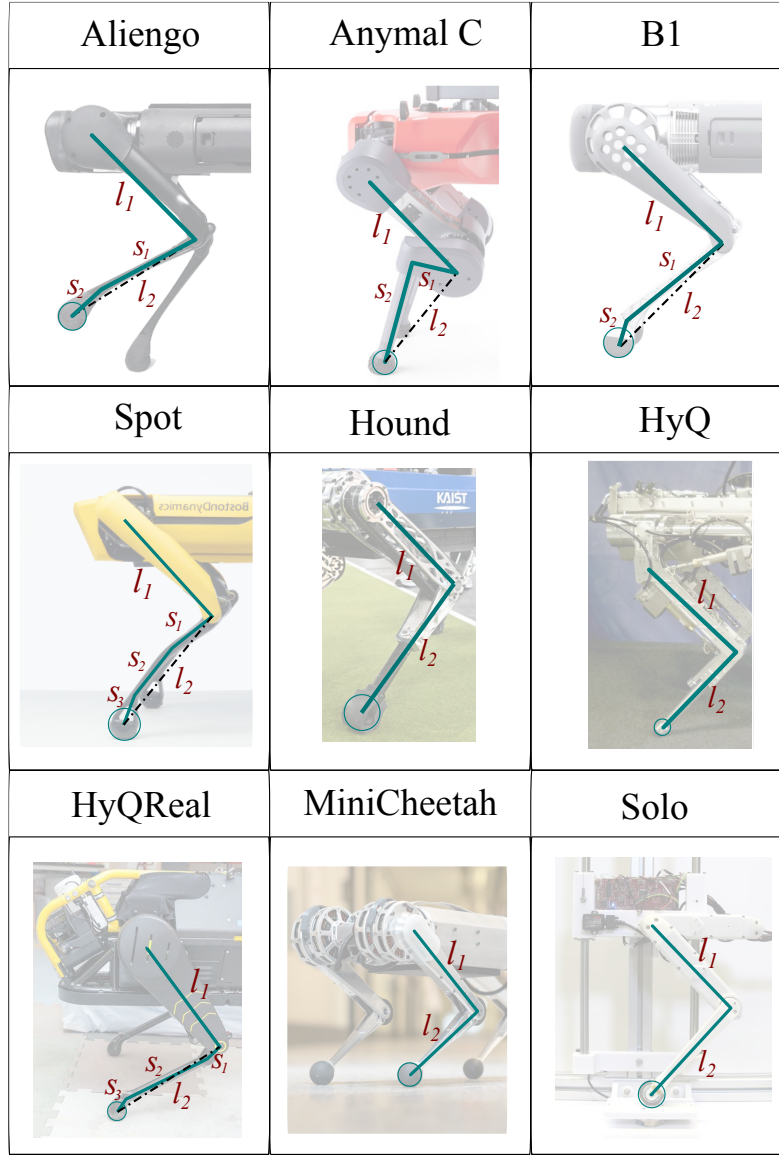 Aliengo
Anymal C
B1
l1
s1
s2
l2
l1
s1
s2
l2
l1
s1
s2
l2
Spot
Hound
HyQ
BostonDynamics
l1
s1
s2
l2
s3
KAIST
l1
l2
l1
l2
HyQReal
MiniCheetah
Solo
l1
s1
s2
l2
s3
l1
l2
l1
l2